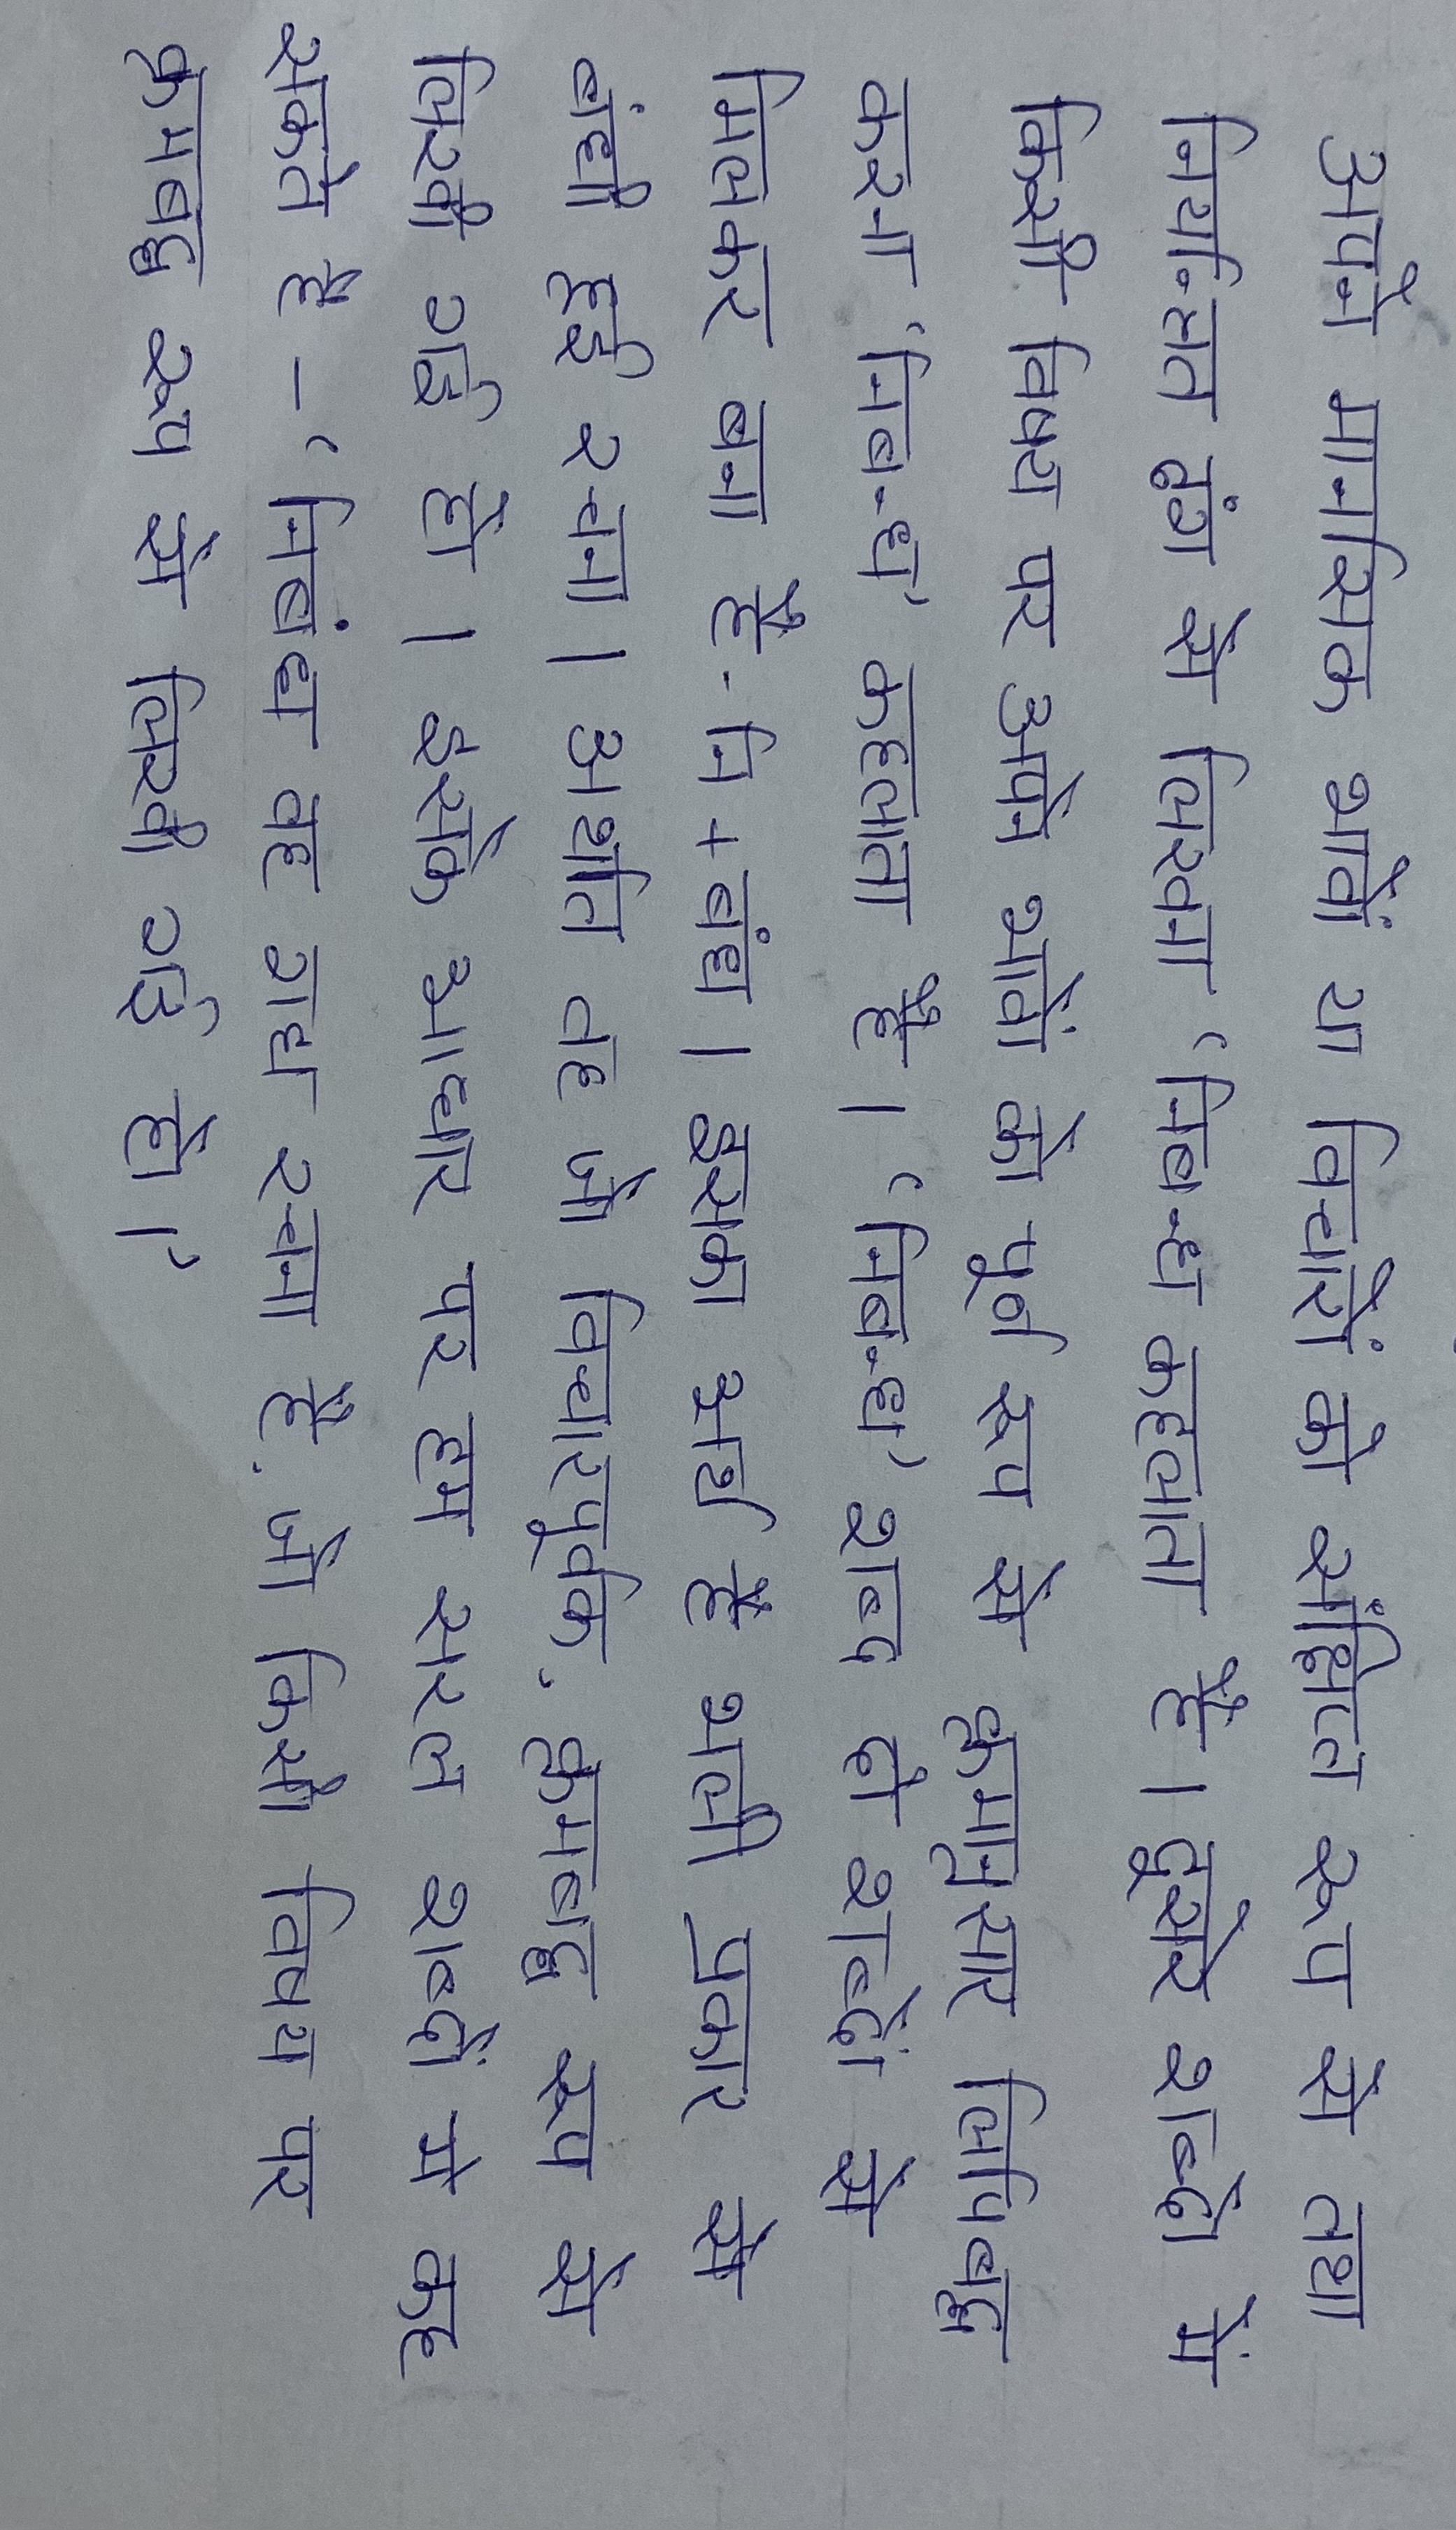 अपने मानसिक भावों या विचारों को संक्षिप्त रूप से तथा
नियन्त्रित ढंग से लिखना ‘निबन्ध कहलाता है। दूसरे शब्दो में
किसी विषय पर अपने भावों को पूर्ण रूप से क्रमानुसार लिपिबद्ध
करना ‘निबन्ध’ कहलाता है। ‘निबन्ध’ शब्द दो शब्दों से
मिलकर बना है - नि + बंध। इसका अर्थ है भली प्रकार से
बंधी हुई रचना। अर्थात वह जो विचारपूर्वक, क्रमबद्ध रूप से
लिखी गई हो। इसके आधार पर हम सरल शब्दों मे कह
सकते है – ‘निबंध वह गद्य रचना है, जो किसी विषय पर
क्रमबद्ध रूप से लिखी गई हो।’